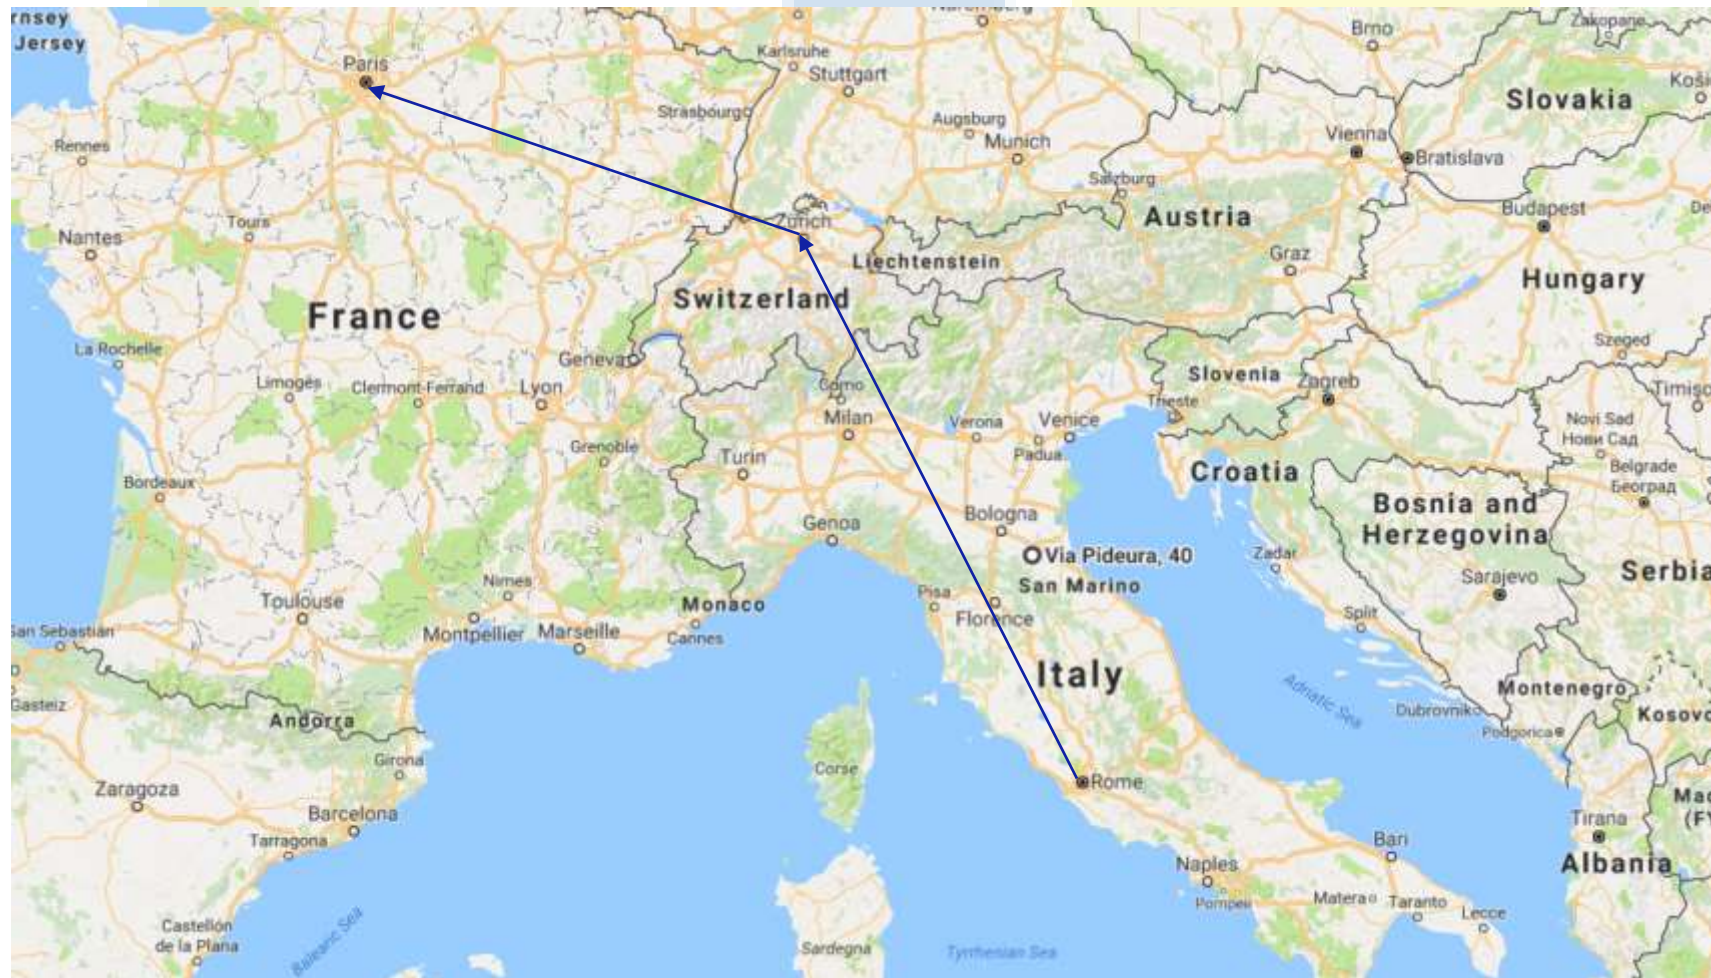 Jersey
Paris
Karlsruhe
Stuttgart
Brno
Zakopane
Slovakia
Strasbourg
Augsburg
Munich
Vienna
Bratislava
Rennes
Salzburg
Austria
Budapest
Tours
Zürich
Nantes
Graz
Liechtenstein
Hungary
Switzerland
France
La Rochelle
Geneva
Szeged
Limoges
Clermont-Ferrand
Lyon
Como
Slovenia
Zagreb
Trieste
Milan
Verona
Venice
Novi Sad
Нови Сад
Grenoble
Turin
Padua
Croatia
Belgrade
Београд
Bordeaux
Bosnia and
Herzegovina
Genoa
Bologna
Via Pideura, 40
Zadar
San Marino
Serbia
Sarajevo
Nimes
Pisa
Toulouse
Monaco
Florence
Split
San Sebastian
Montpellier
Marseille
Cannes
Italy
Adriatic Sea
Montenegro
Gasteiz
Dubrovnik
Kosovo
Andorra
Podgorica
Girona
Corse
Zaragoza
Rome
Barcelona
Tirana
Tarragona
Bari
Albania
Naples
Pompeii
Matera
Taranto
Lecce
Castellón
de la Plana
Balearic Sea
Sardegna
Tyrrhenian Sea